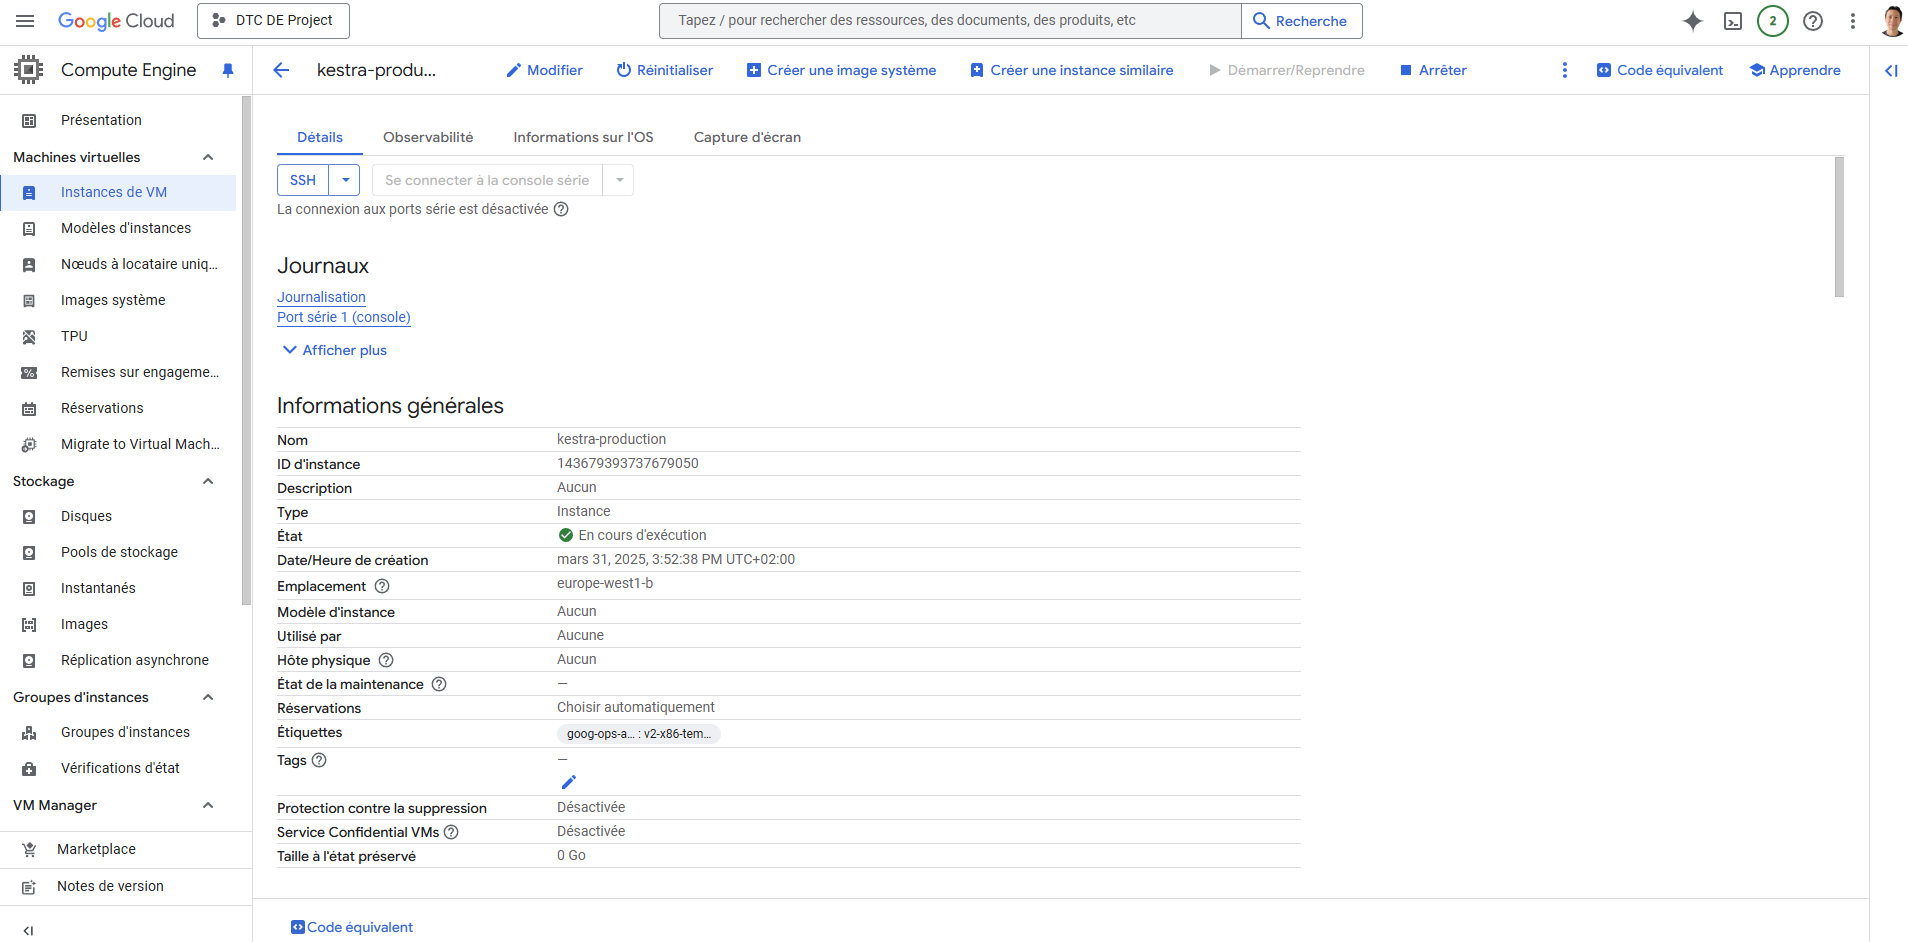 Google Cloud
DTC DE Project
Tapez / pour rechercher des ressources, des documents, des produits, etc
Recherche
2
Compute Engine
kestra-produ...
Modifier
Réinitialiser
Créer une image système
Créer une instance similaire
Démarrer/Reprendre
Arrêter
Code équivalent
Apprendre
Présentation
Machines virtuelles
Instances de VM
Modèles d'instances
Nœuds à locataire uniq...
Images système
TPU
Remises sur engageme...
Réservations
Migrate to Virtual Mach...
Stockage
Disques
Pools de stockage
Instantanés
Images
Réplication asynchrone
Groupes d'instances
Groupes d'instances
Vérifications d'état
VM Manager
Marketplace
Notes de version
Détails
Observabilité
Informations sur l'OS
Capture d'écran
SSH
Se connecter à la console série
La connexion aux ports série est désactivée
Journaux
Journalisation
Port série 1 (console)
Afficher plus
Informations générales
Nom kestra-production
ID d'instance 143679393737679050
Description Aucun
Type Instance
État En cours d'exécution
Date/Heure de création mars 31, 2025, 3:52:38 PM UTC+02:00
Emplacement europe-west1-b
Modèle d'instance Aucun
Utilisé par Aucune
Hôte physique Aucun
État de la maintenance —
Réservations Choisir automatiquement
Étiquettes goog-ops-a... : v2-x86-tem...
Tags —
Protection contre la suppression Désactivée
Service Confidential VMs Désactivée
Taille à l'état préservé 0 Go
Code équivalent